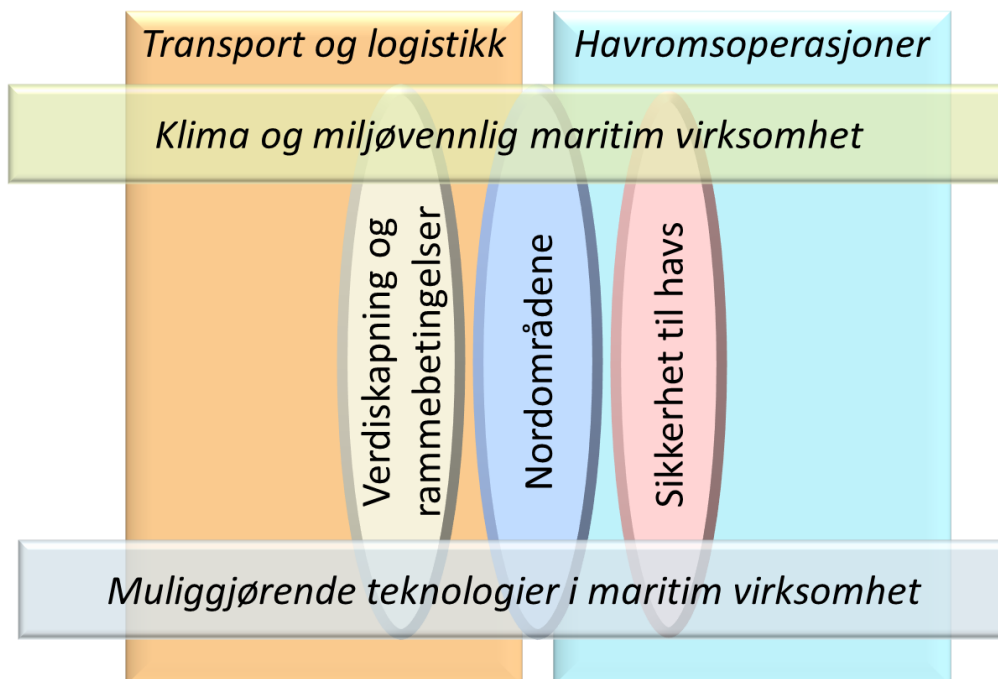 Transport og logistikk
Havromsoperasjoner
Klima og miljøvennlig maritim virksomhet
Verdiskapning og
rammebetingelser
Nordområdene
Sikkerhet til havs
Muliggjørende teknologier i maritim virksomhet